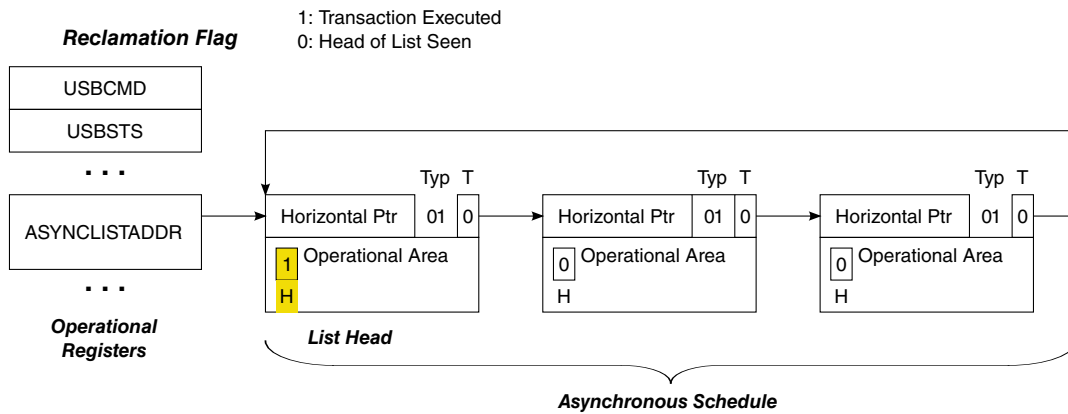 1: Transaction Executed
Reclamation Flag
0: Head of List Seen
USBCMD
USBSTS
. . .
Typ T
Typ T
Typ T
ASYNCLISTADDR
Horizontal Ptr 01 0
Horizontal Ptr 01 0
Horizontal Ptr 01 0
1 Operational Area
H
0 Operational Area
H
0 Operational Area
H
. . .
Operational
Registers
List Head
Asynchronous Schedule